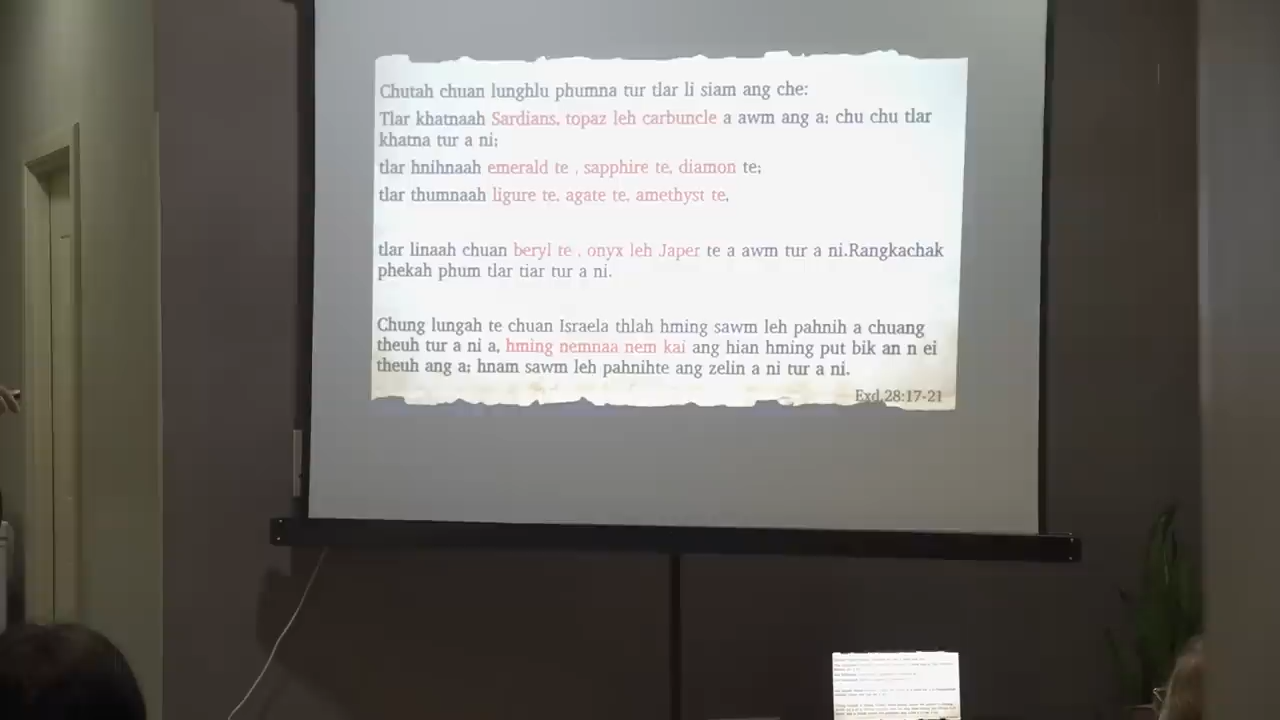 Chutah chuan lunghlu phumna tur tlar li siam ang che:
Tlar khatnaah Sardians, topaz leh carbuncle a awm ang a; chu chu tlar
khatna tur a ni;
tlar hnihnaah emerald te , sapphire te, diamon te;
tlar thumnaah ligure te, agate te, amethyst te,
tlar linaah chuan beryl te , onyx leh Japer te a awm tur a ni.Rangkachak
phekah phum tlar tiar tur a ni.
Chung lungah te chuan Israela thlah hming sawm leh pahnih a chuang
theuh tur a ni a, hming nemnaa nem kai ang hian hming put bik an n ei
theuh ang a; hnam sawm leh pahnihte ang zelin a ni tur a ni.
Exd,28:17-21